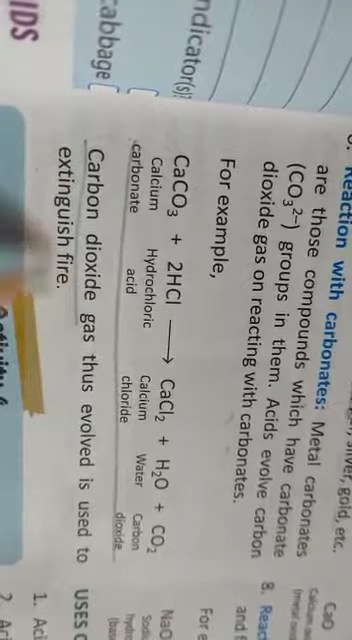 Reaction with carbonates: Metal carbonates
are those compounds which have carbonate
(CO₃²⁻) groups in them. Acids evolve carbon
dioxide gas on reacting with carbonates.
For example,
CaCO₃ + 2HCl ⟶ CaCl₂ + H₂O + CO₂
Calcium Hydrochloric Calcium Water Carbon
carbonate acid chloride dioxide
Carbon dioxide gas thus evolved is used to
extinguish fire.
silver, gold, etc.
CaO
8. Rea
and
For e
NaO
USES
1. Aci
2. Aci
ndicator(s)
cabbage
IDS